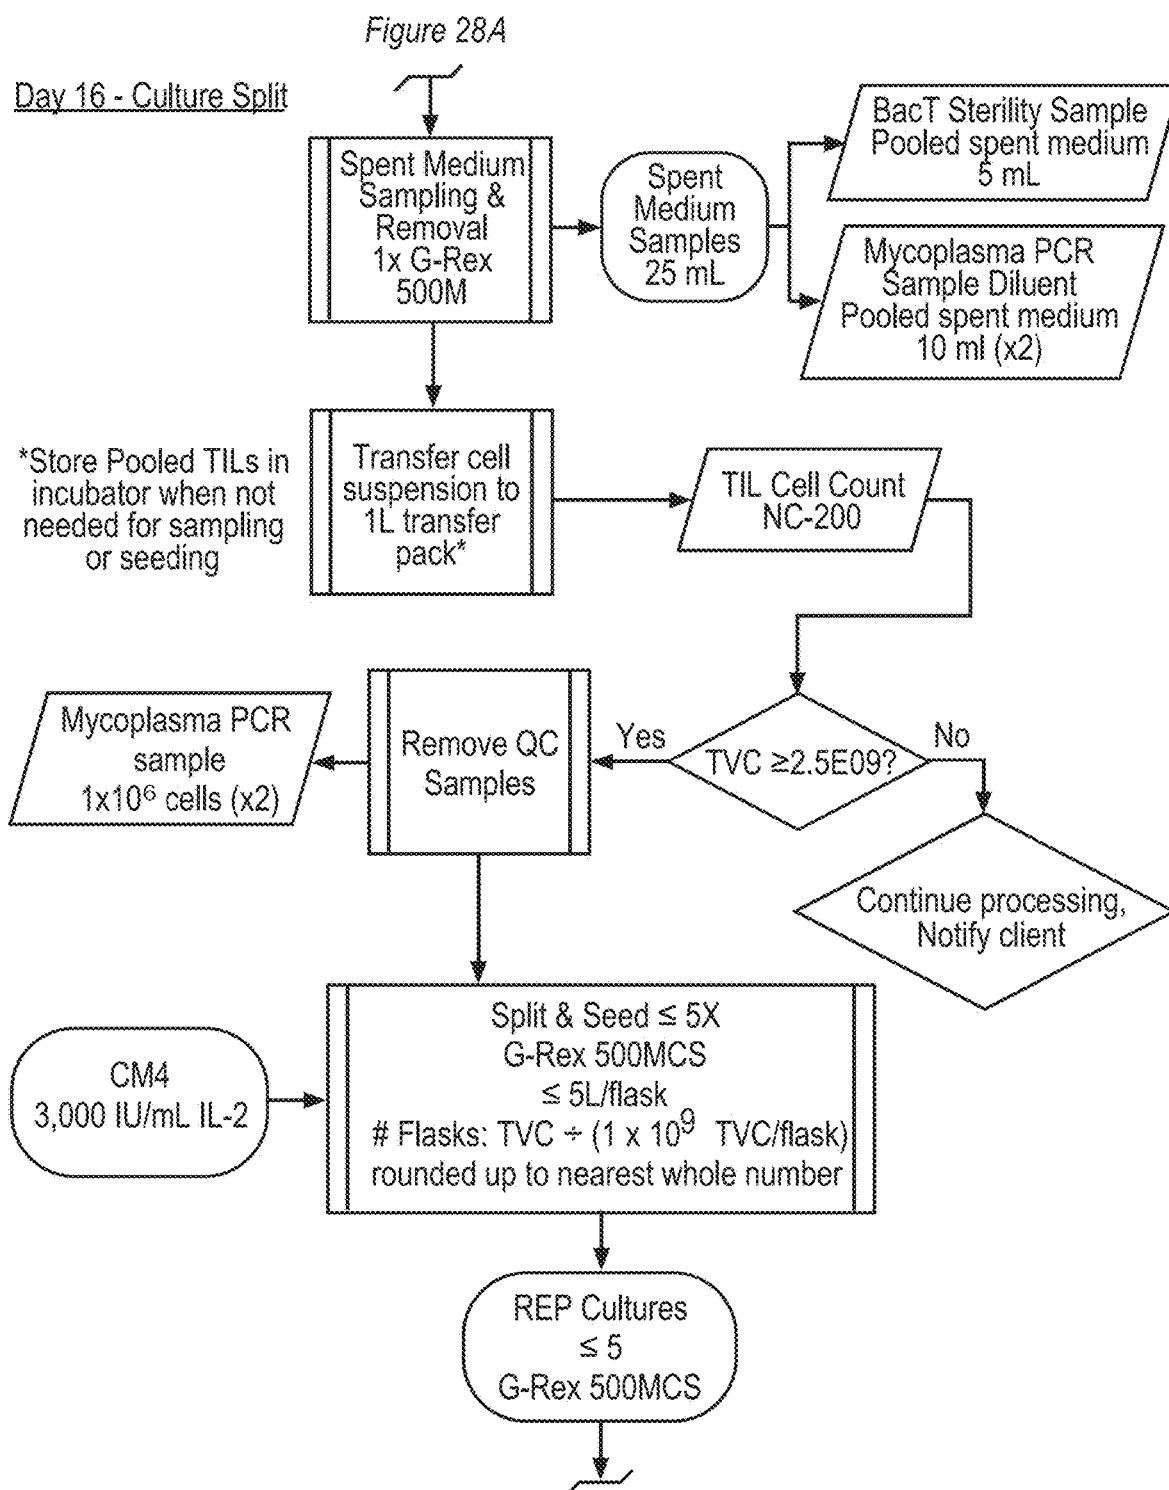 Figure 28A
Day 16 - Culture Split
Spent Medium
Sampling &
Removal
1x G-Rex
500M
Spent
Medium
Samples
25 mL
BacT Sterility Sample
Pooled spent medium
5 mL
Mycoplasma PCR
Sample Diluent
Pooled spent medium
10 ml (x2)
*Store Pooled TILs in
incubator when not
needed for sampling
or seeding
Transfer cell
suspension to
1L transfer
pack*
TIL Cell Count
NC-200
TVC ≥2.5E09?
Yes
No
Remove QC
Samples
Mycoplasma PCR
sample
1x10⁶ cells (x2)
Continue processing,
Notify client
CM4
3,000 IU/mL IL-2
Split & Seed ≤ 5X
G-Rex 500MCS
≤ 5L/flask
# Flasks: TVC ÷ (1 x 10⁹ TVC/flask)
rounded up to nearest whole number
REP Cultures
≤ 5
G-Rex 500MCS